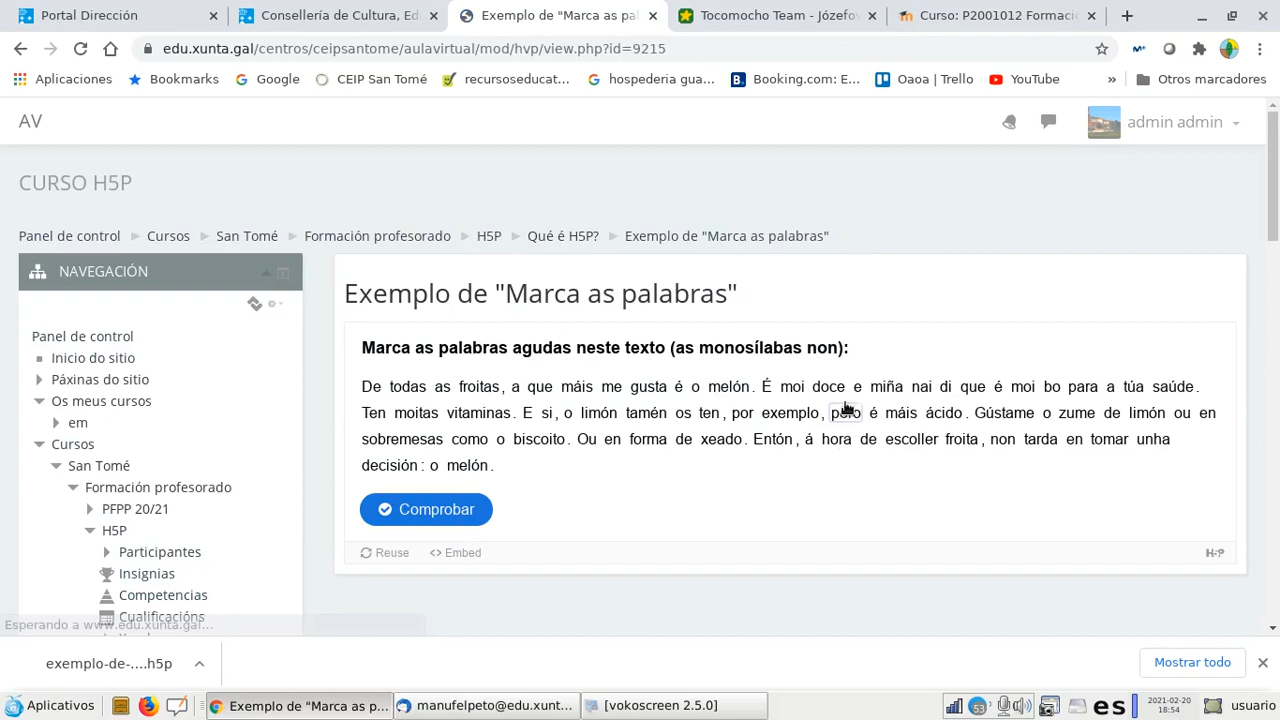 Portal Dirección
Consellería de Cultura, Ed
Exemplo de "Marca as pal
Tocomocho Team - Józefo
Curso: P2001012 Formació
edu.xunta.gal/centros/ceipsantome/aulavirtual/mod/hvp/view.php?id=9215
Aplicaciones
Bookmarks
Google
CEIP San Tomé
recursoseducat...
hospederia gua...
Booking.com: E...
Oaoa | Trello
YouTube
»
Otros marcadores
AV
admin admin
CURSO H5P
Panel de control
Cursos
San Tomé
Formación profesorado
H5P
Qué é H5P?
Exemplo de "Marca as palabras"
NAVEGACIÓN
Panel de control
Inicio do sitio
Páxinas do sitio
Os meus cursos
em
Cursos
San Tomé
Formación profesorado
PFPP 20/21
H5P
Participantes
Insignias
Competencias
Cualificacións
Exemplo de "Marca as palabras"
Marca as palabras agudas neste texto (as monosílabas non):
De todas as froitas, a que máis me gusta é o melón. É moi doce e miña nai di que é moi bo para a túa saúde.
Ten moitas vitaminas. E si, o limón tamén os ten, por exemplo, pero é máis ácido. Gústame o zume de limón ou en
sobremesas como o biscoito. Ou en forma de xeado. Entón, á hora de escoller froita, non tarda en tomar unha
decisión: o melón.
Comprobar
Reuse
<> Embed
H-P
Esperando a www.edu.xunta.gal...
exemplo-de-....h5p
Mostrar todo
Aplicativos
Exemplo de "Marca as p...
manufelpeto@edu.xunt...
[vokoscreen 2.5.0]
53
es
2021-02-20
18:54
usuario